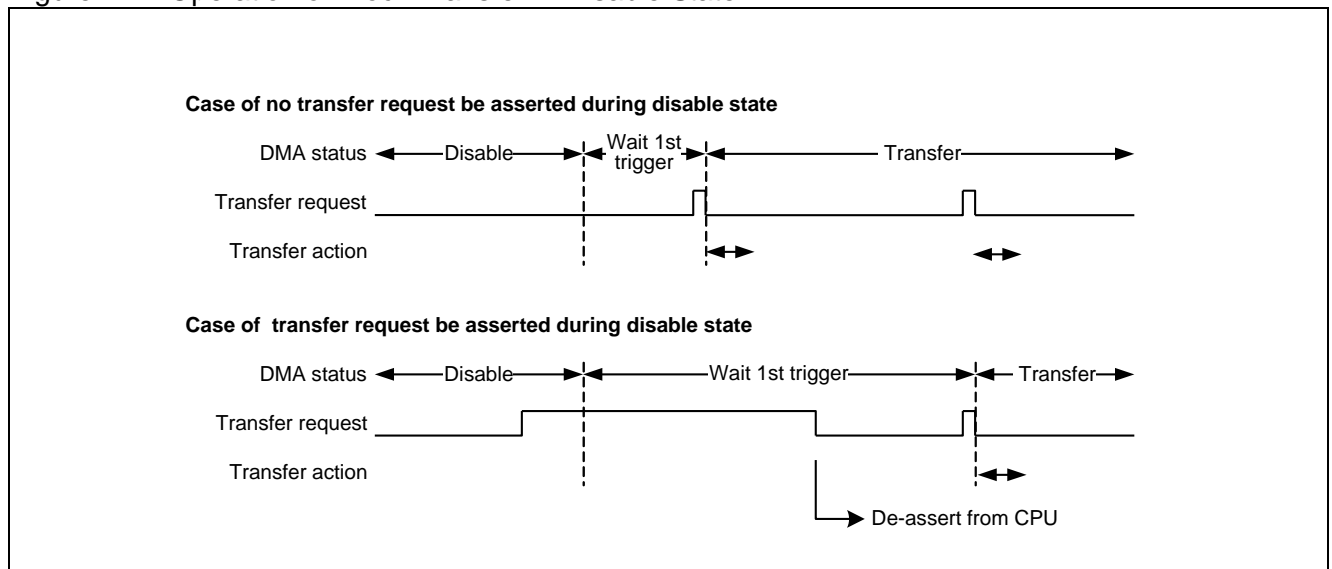 Case of no transfer request be asserted during disable state
DMA status Disable Wait 1st trigger Transfer
Transfer request
Transfer action
Case of transfer request be asserted during disable state
DMA status Disable Wait 1st trigger Transfer
Transfer request
Transfer action
De-assert from CPU